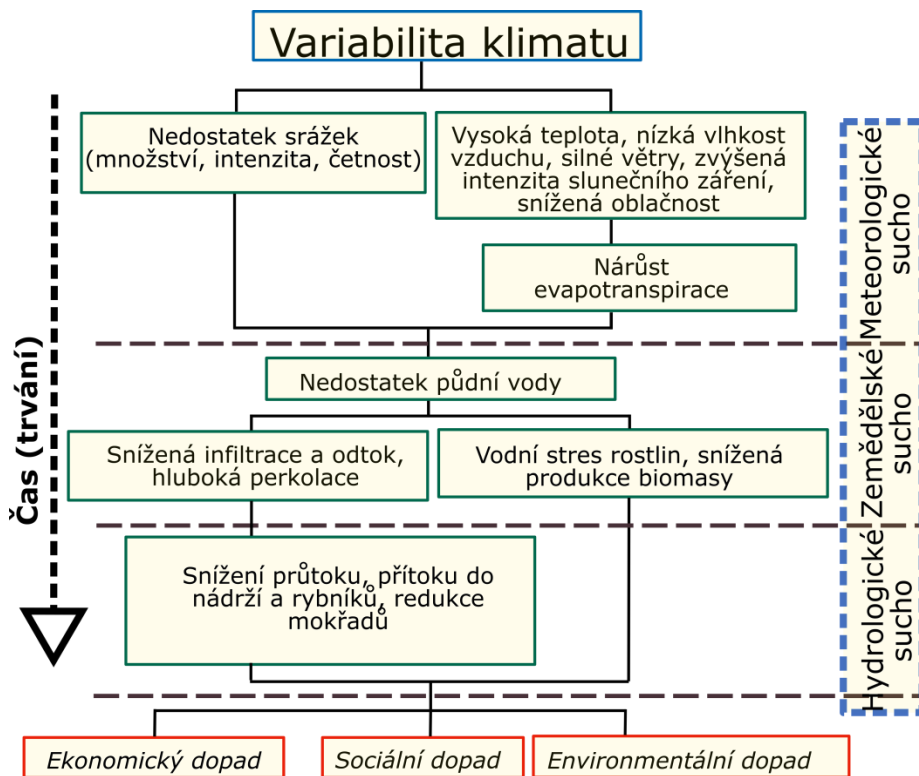 Variabilita klimatu
Nedostatek srážek
(množství, intenzita, četnost)
Vysoká teplota, nízká vlhkost
vzduchu, silné větry, zvýšená
intenzita slunečního záření,
snížená oblačnost
Nárůst
evapotranspirace
Meteorologické
sucho
Čas (trvání)
Nedostatek půdní vody
Snížená infiltrace a odtok,
hluboká perkolace
Vodní stres rostlin, snížená
produkce biomasy
Zemědělské
sucho
Snížení průtoku, přítoku do
nádrží a rybníků, redukce
mokřadů
Hydrologické
sucho
Ekonomický dopad
Sociální dopad
Environmentální dopad